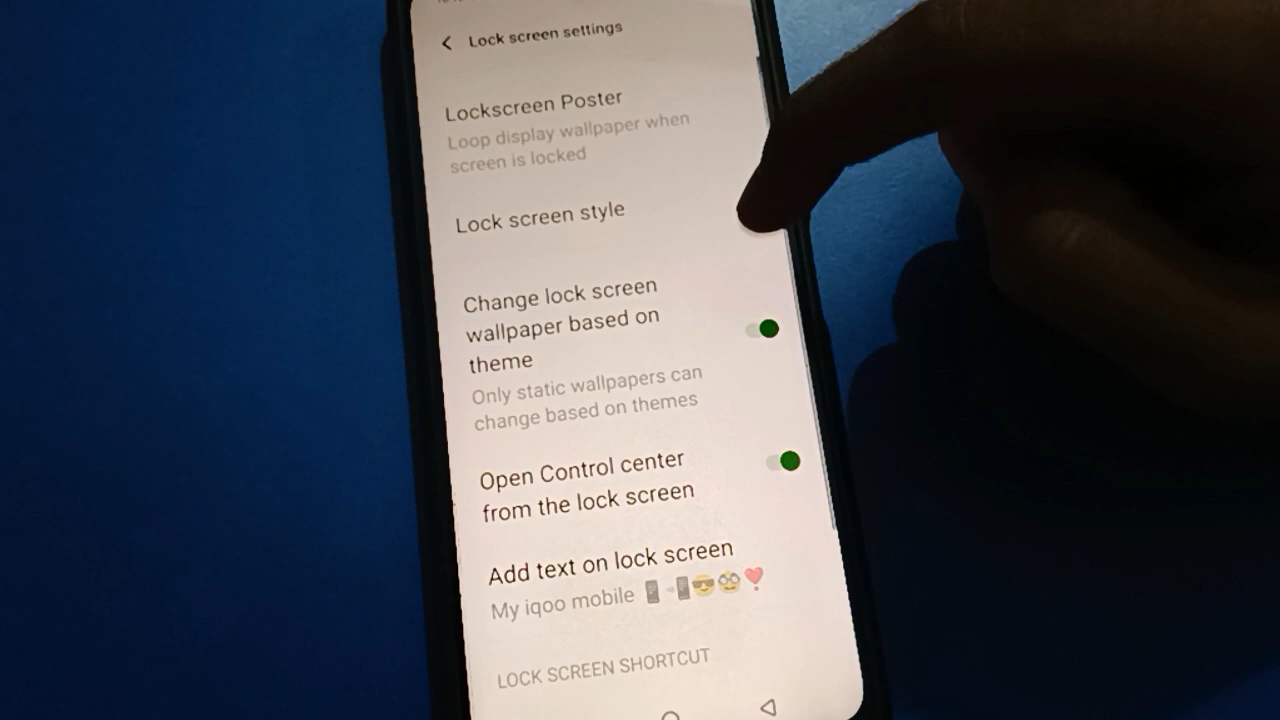 Lock screen settings
Lockscreen Poster
Loop display wallpaper when
screen is locked
Lock screen style
Change lock screen
wallpaper based on
theme
Only static wallpapers can
change based on themes
Open Control center
from the lock screen
Add text on lock screen
My iqoo mobile 📱📲😎🥸❣️
LOCK SCREEN SHORTCUT